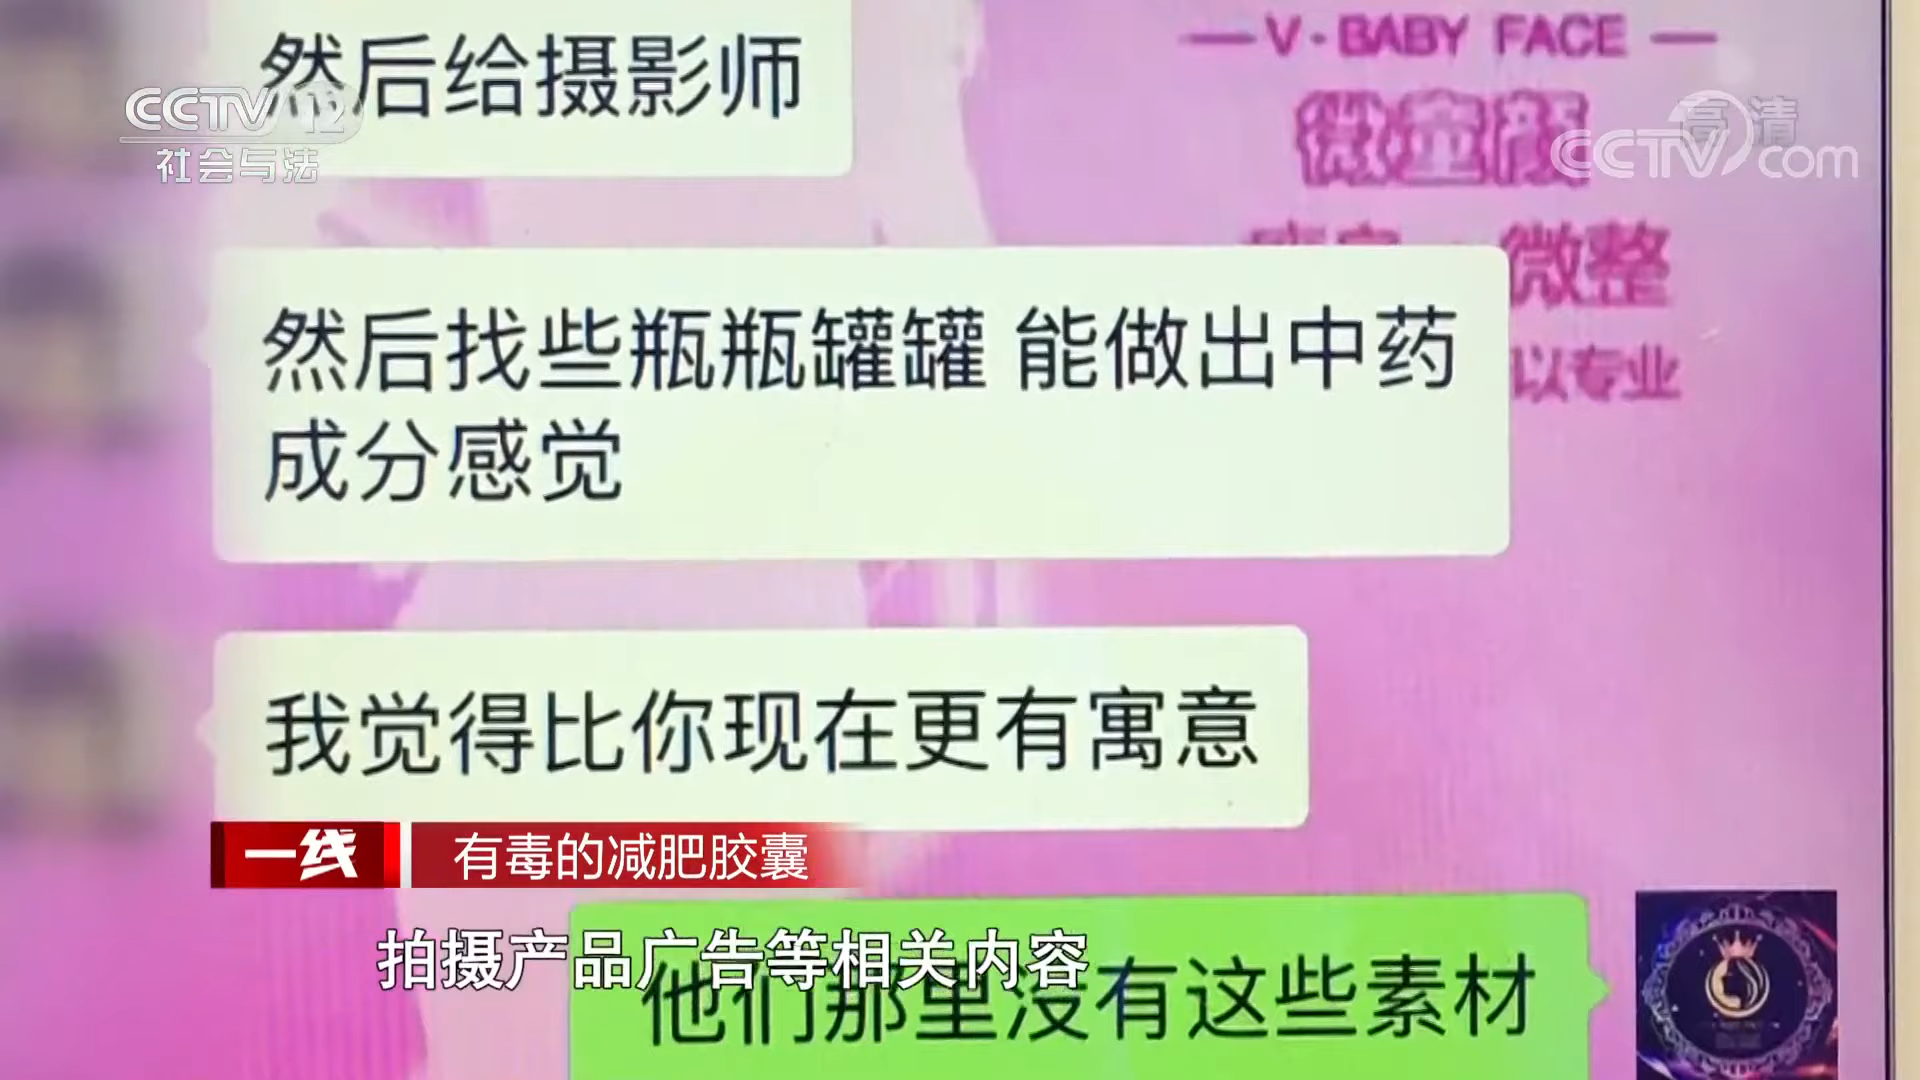 然后给摄影师
CCTV 12
社会与法
V·BABY FACE
微童颜
高清
CCTV.com
微整
以专业
然后找些瓶瓶罐罐 能做出中药
成分感觉
我觉得比你现在更有寓意
一线
有毒的减肥胶囊
拍摄产品广告等相关内容
他们那里没有这些素材